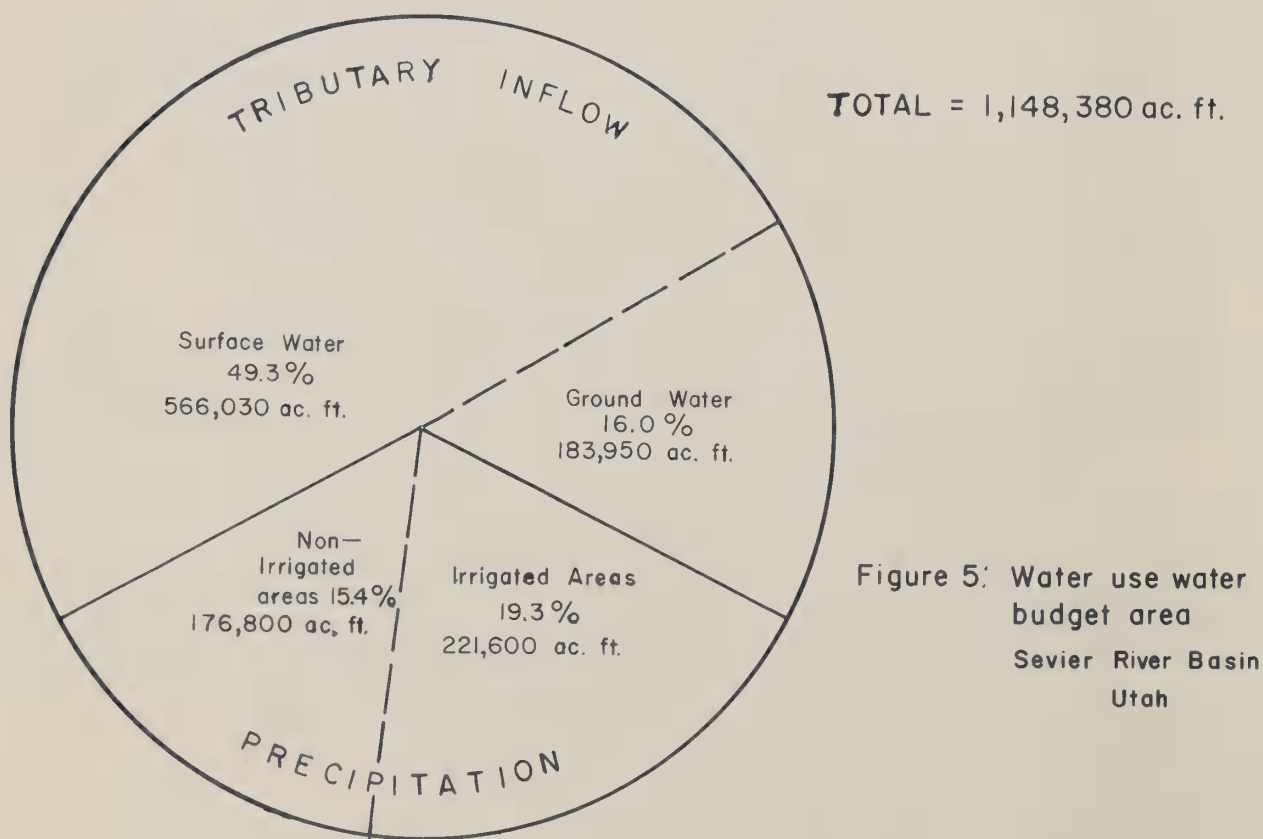 TRIBUTARY INFLOW
TOTAL = 1,148,380 ac. ft.
Surface Water
49.3%
566,030 ac. ft.
Ground Water
16.0%
183,950 ac. ft.
Non—
Irrigated
areas 15.4%
176,800 ac. ft.
Irrigated Areas
19.3%
221,600 ac. ft.
PRECIPITATION
Figure 5: Water use water
budget area
Sevier River Basin
Utah